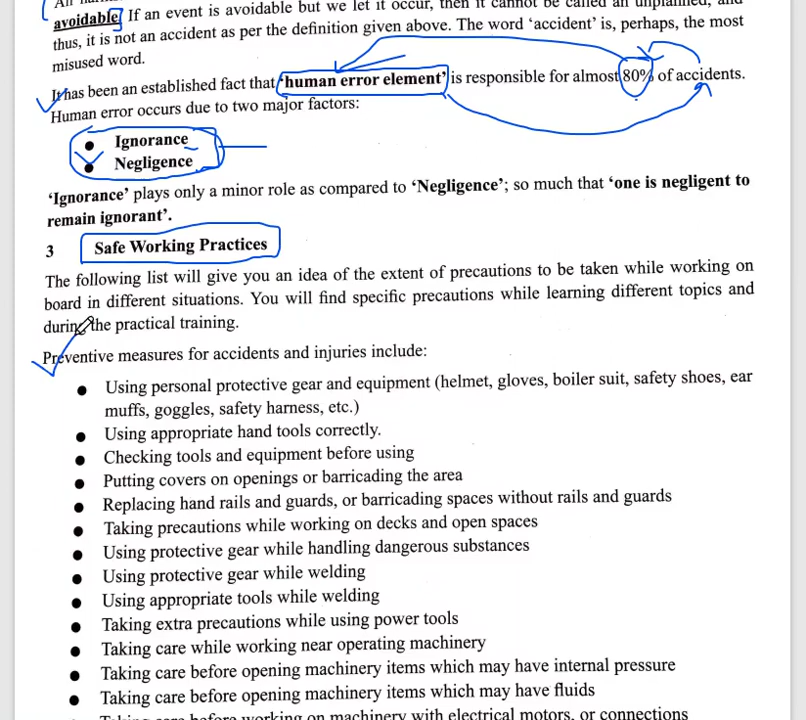 avoidable. If an event is avoidable but we let it occur, then it cannot be called an unplanned, and
thus, it is not an accident as per the definition given above. The word ‘accident’ is, perhaps, the most
misused word.
It has been an established fact that ‘human error element’ is responsible for almost 80% of accidents.
Human error occurs due to two major factors:
● Ignorance
● Negligence
‘Ignorance’ plays only a minor role as compared to ‘Negligence’; so much that ‘one is negligent to
remain ignorant’.
3 Safe Working Practices
The following list will give you an idea of the extent of precautions to be taken while working on
board in different situations. You will find specific precautions while learning different topics and
during the practical training.
Preventive measures for accidents and injuries include:
● Using personal protective gear and equipment (helmet, gloves, boiler suit, safety shoes, ear
muffs, goggles, safety harness, etc.)
● Using appropriate hand tools correctly.
● Checking tools and equipment before using
● Putting covers on openings or barricading the area
● Replacing hand rails and guards, or barricading spaces without rails and guards
● Taking precautions while working on decks and open spaces
● Using protective gear while handling dangerous substances
● Using protective gear while welding
● Using appropriate tools while welding
● Taking extra precautions while using power tools
● Taking care while working near operating machinery
● Taking care before opening machinery items which may have internal pressure
● Taking care before opening machinery items which may have fluids
● Taking care before working on machinery with electrical motors, or connections